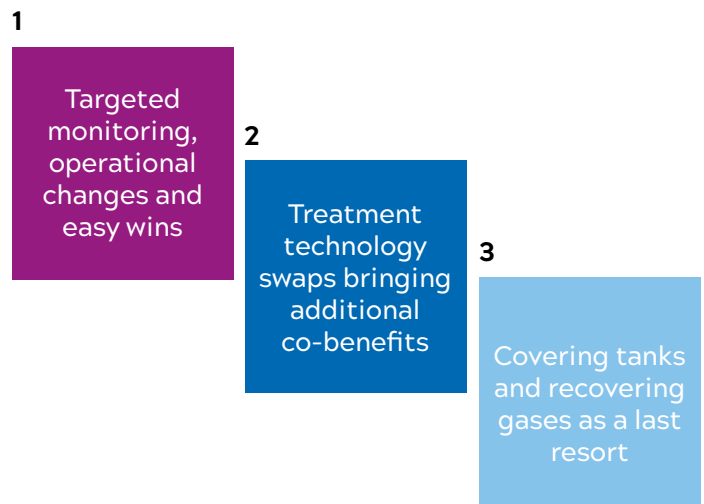 1
Targeted
monitoring,
operational
changes and
easy wins
2
Treatment
technology
swaps bringing
additional
co-benefits
3
Covering tanks
and recovering
gases as a last
resort